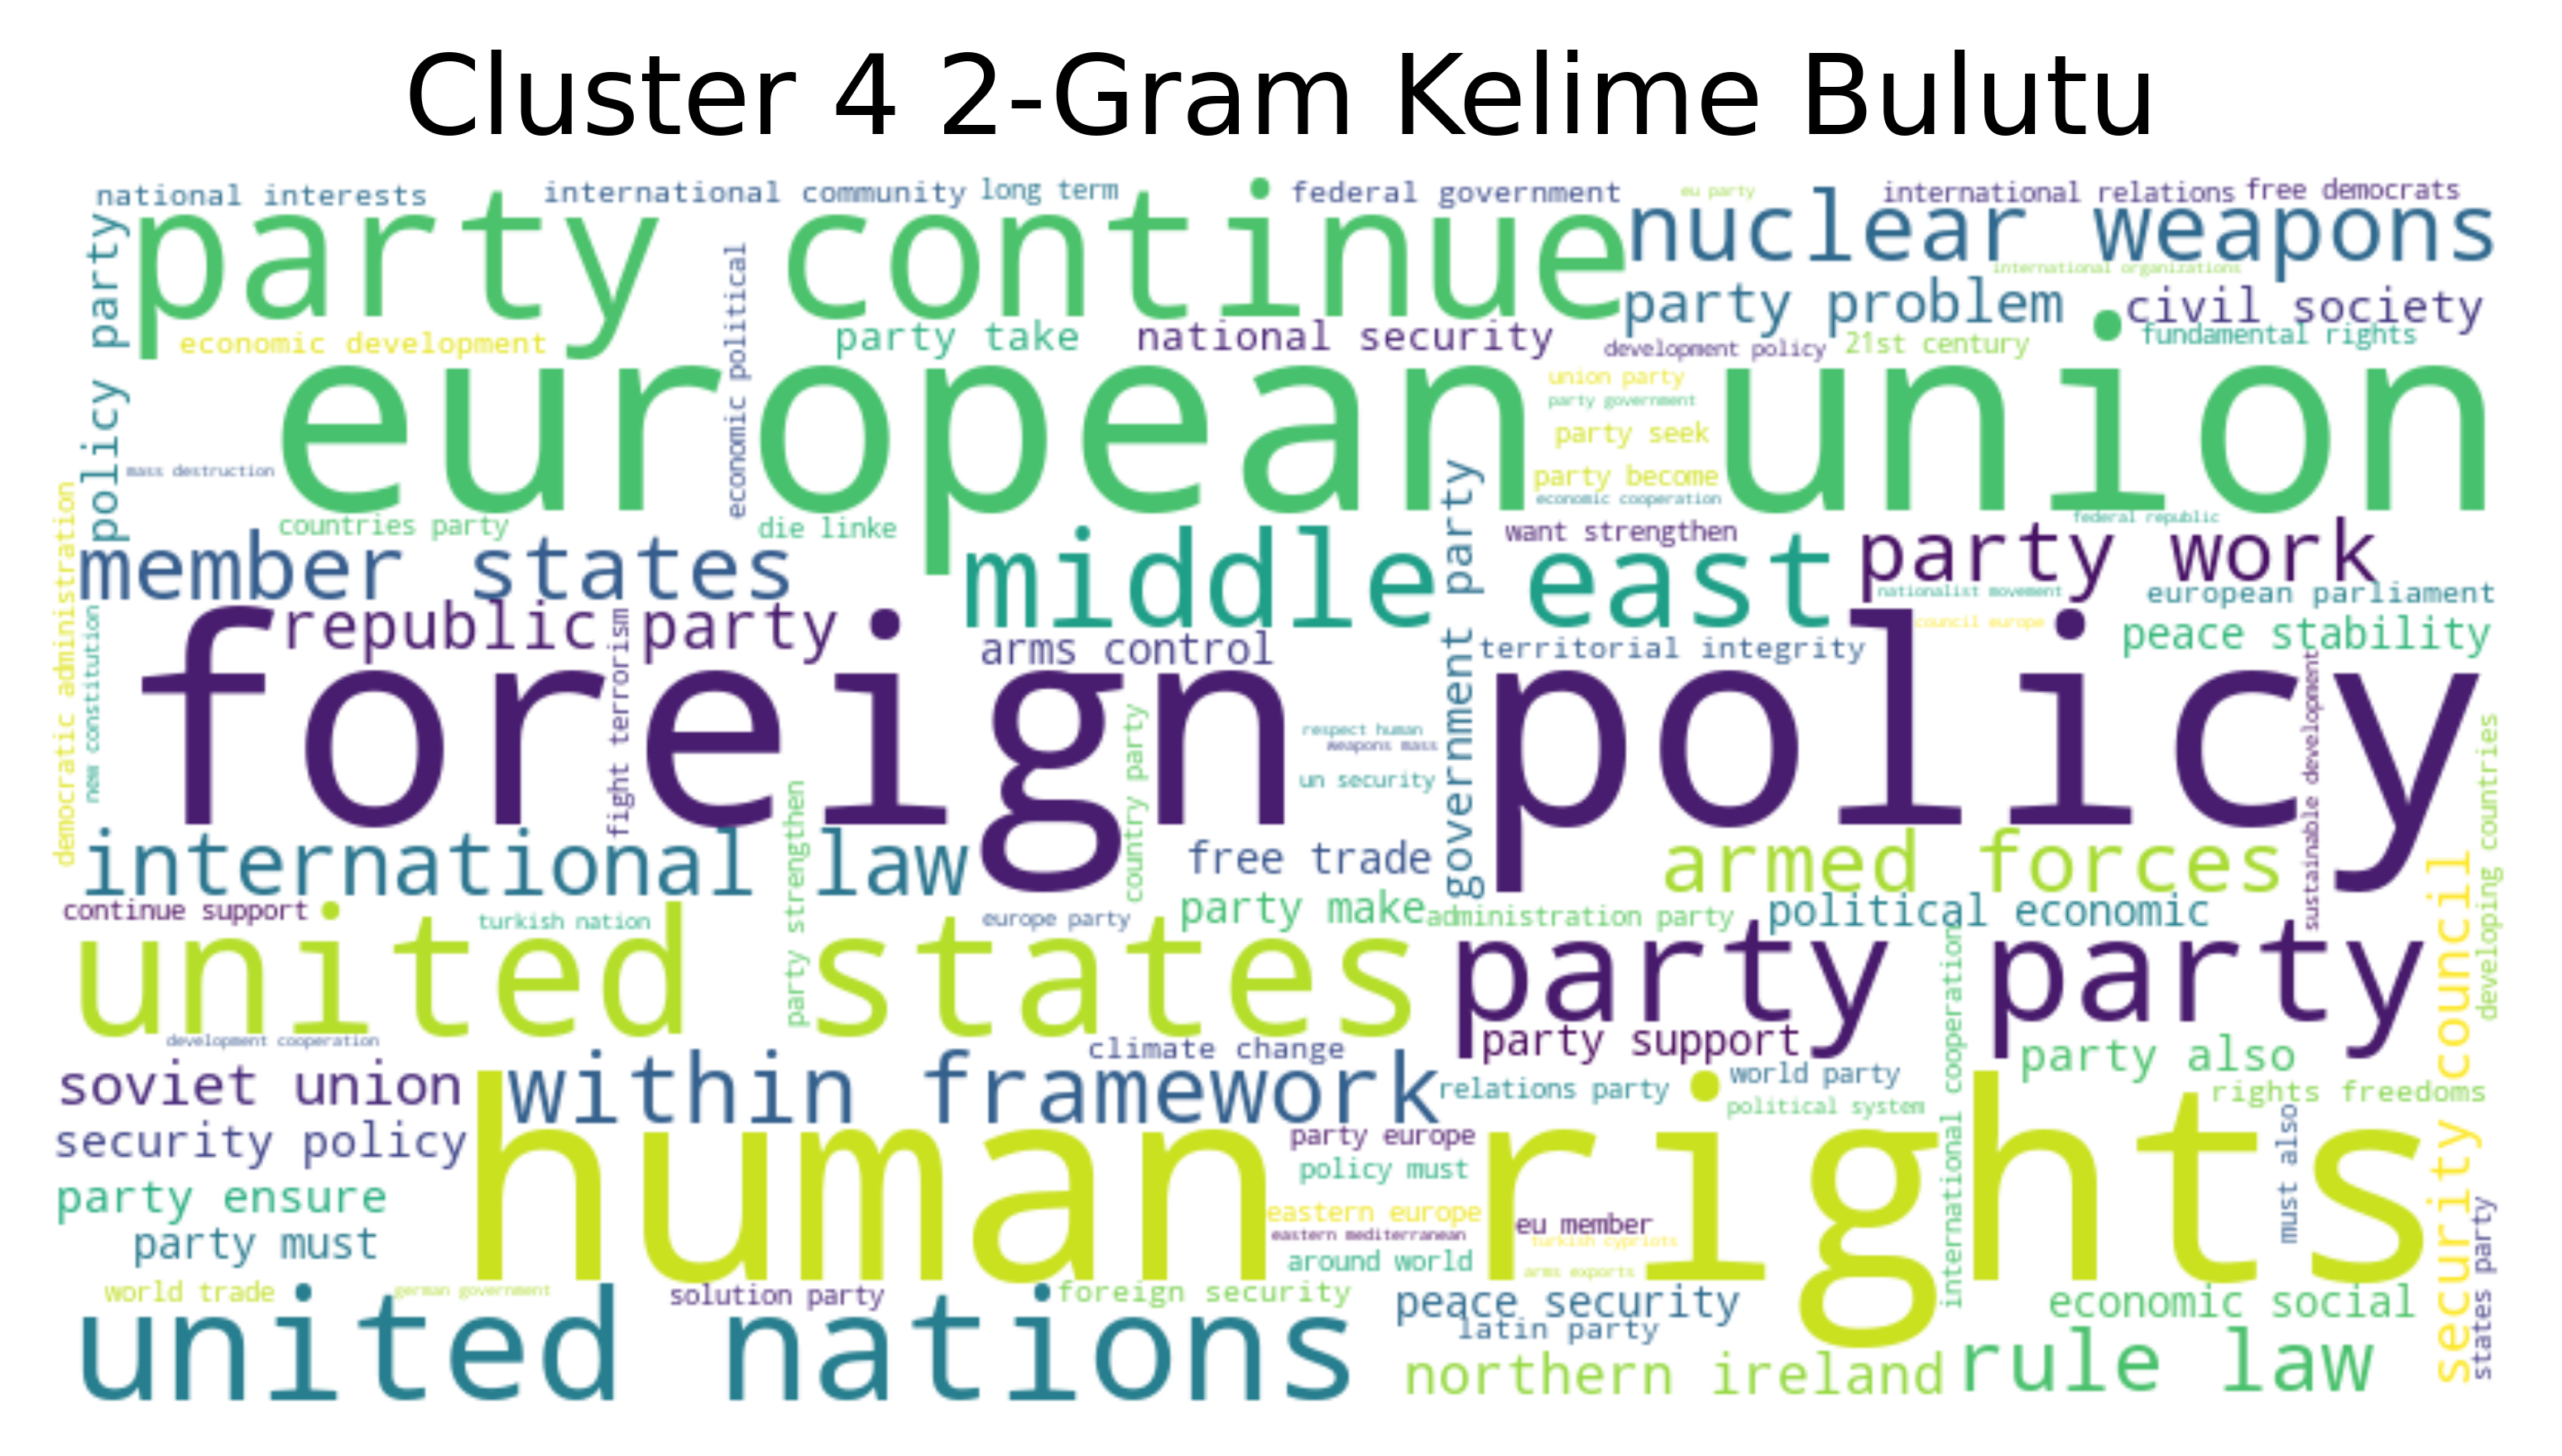 Cluster 4 2-Gram Kelime Bulutu
national interests
international community
long term
federal government
eu party
international relations
free democrats
party continue
nuclear weapons
international organizations
policy party
economic political
party problem
civil society
economic development
party take
national security
development policy
21st century
fundamental rights
european union
union party
party government
party seek
mass destruction
party become
economic cooperation
democratic administration
countries party
die linke
government party
want strengthen
federal republic
member states
middle east
party work
nationalist movement
european parliament
new constitution
republic party
fight terrorism
arms control
territorial integrity
council europe
peace stability
foreign policy
sustainable development
country party
respect human
weapons mass
un security
developing countries
international law
party strengthen
free trade
armed forces
continue support
turkish nation
europe party
party make
administration party
political economic
united states
party party
security council
international cooperation
development cooperation
climate change
party support
party also
soviet union
within framework
relations party
world party
political system
rights freedoms
security policy
human rights
party europe
policy must
must also
party ensure
eastern europe
eu member
eastern mediterranean
turkish cypriots
party must
around world
arms exports
states party
world trade
german government
solution party
foreign security
peace security
economic social
united nations
latin party
northern ireland
rule law